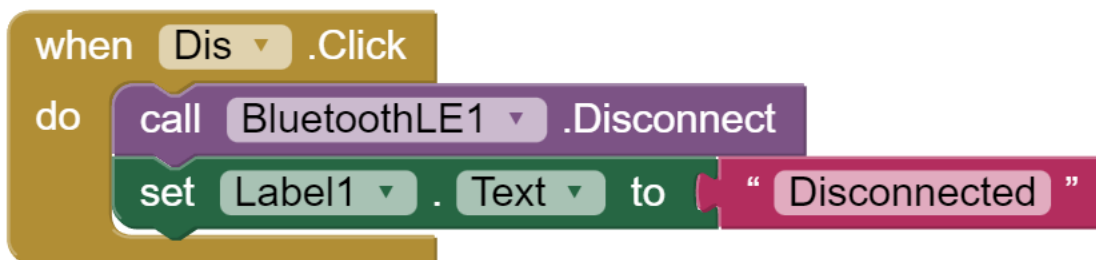 when Dis .Click
do call BluetoothLE1 .Disconnect
set Label1 . Text to “ Disconnected ”